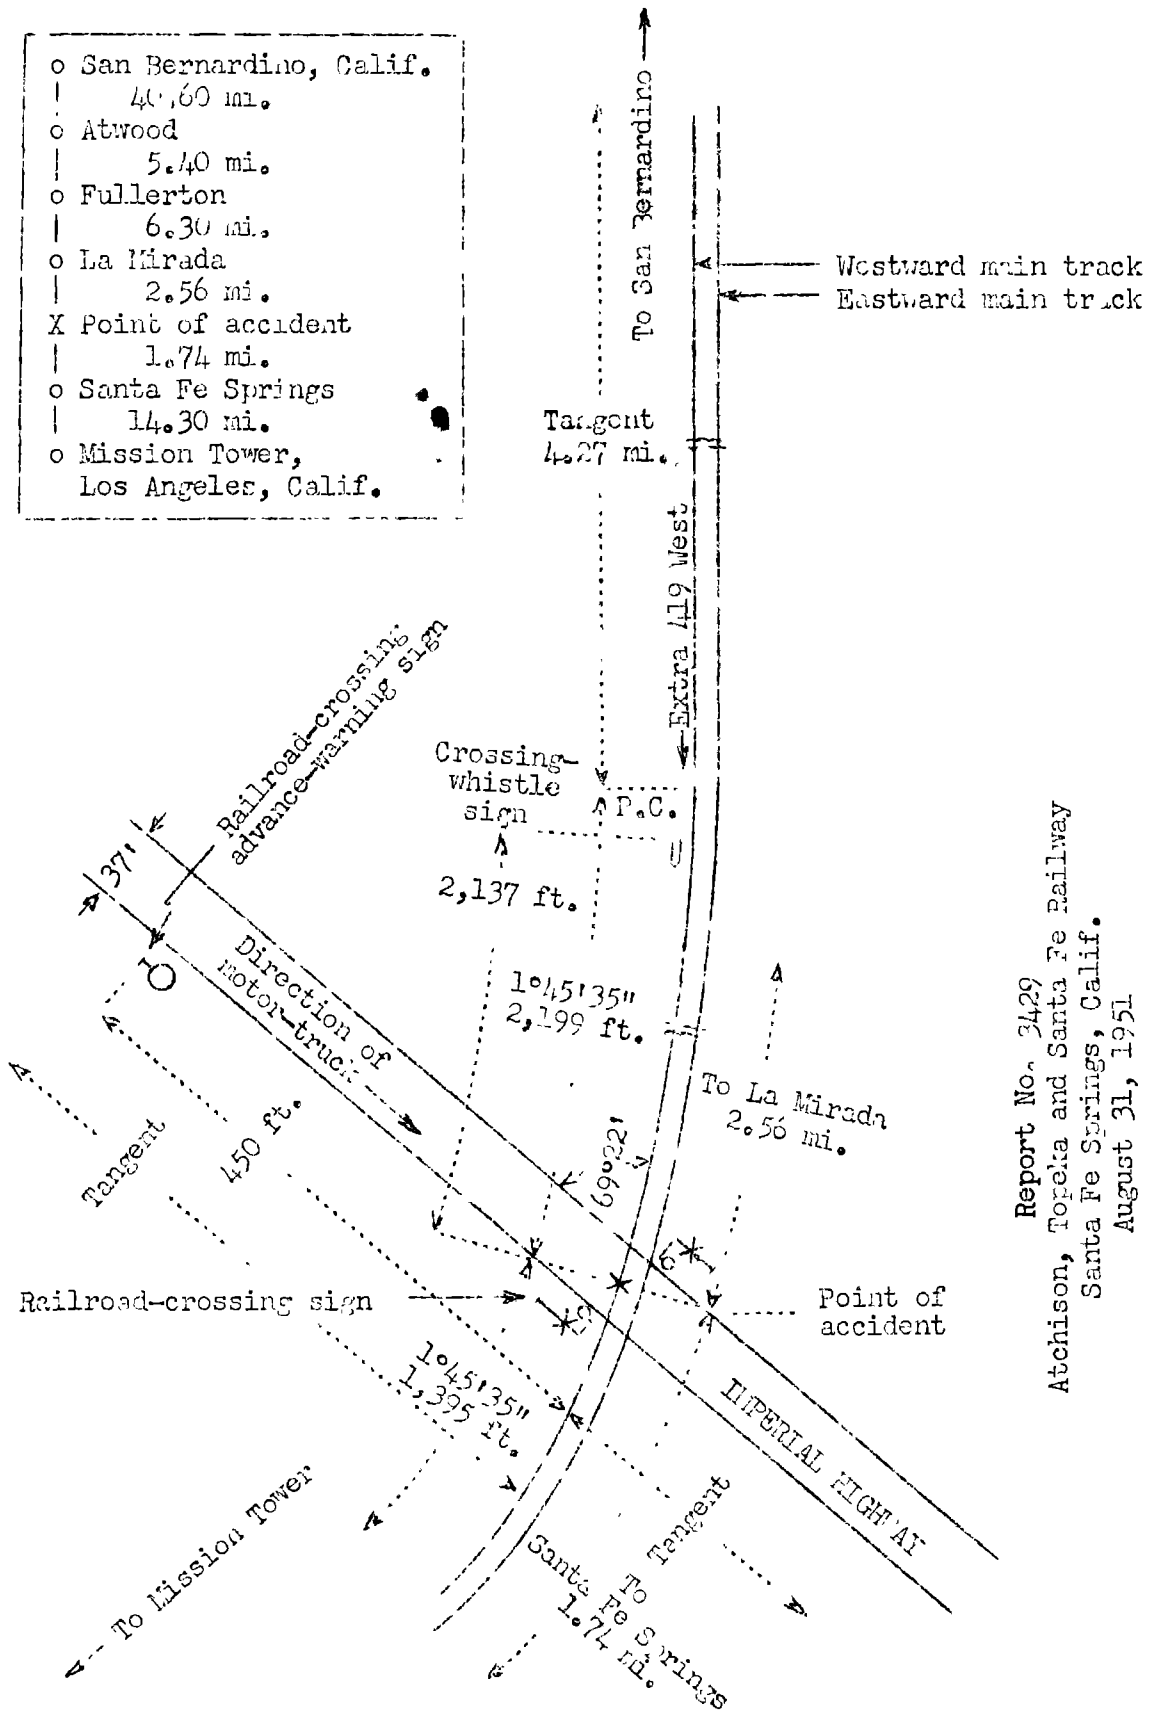 o San Bernardino, Calif.
mi.
o Atwood
5.40 mi.
o Fullerton
6.30 mi.
o La Mirada
2.56 mi.
X Point of accident
1.74 mi.
o Santa Fe Springs
14.30 mi.
o Mission Tower,
Los Angeles, Calif.
To San Bernardino
Westward main track
Eastward main track
Tangent
4.27 mi.
Extra 419 West
Railroad-crossing
advance-warning sign
Crossing-
whistle
sign
P.C.
37'
2,137 ft.
Direction of
motor-truck
1°45'35"
2,199 ft.
To La Mirada
2.56 mi.
Tangent
450 ft.
69°22'
Railroad-crossing sign
Point of
accident
1°45'35"
1,395 ft.
IMPERIAL HIGHWAY
To Mission Tower
Tangent
To
Santa Fe Springs
1.74 mi.
Report No. 3429
Atchison, Topeka and Santa Fe Railway
Santa Fe Springs, Calif.
August 31, 1951